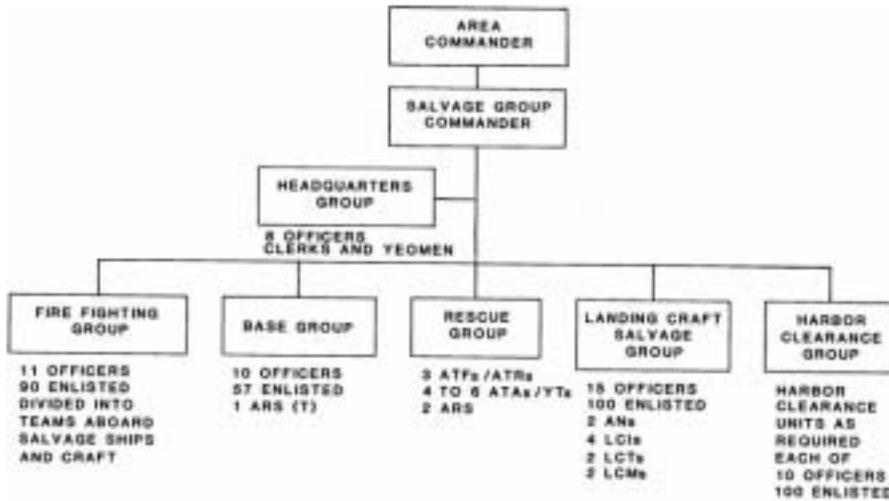 AREA
COMMANDER
SALVAGE GROUP
COMMANDER
HEADQUARTERS
GROUP
8 OFFICERS
CLERKS AND YEOMEN
FIRE FIGHTING
GROUP
11 OFFICERS
90 ENLISTED
DIVIDED INTO
TEAMS ABOARD
SALVAGE SHIPS
AND CRAFT
BASE GROUP
10 OFFICERS
57 ENLISTED
1 ARS (T)
RESCUE
GROUP
3 ATFs/ATRs
4 TO 6 ATAs/YTs
2 ARS
LANDING CRAFT
SALVAGE
GROUP
OFFICERS
100 ENLISTED
2 ANs
4 LCIs
2 LCTs
2 LCMs
HARBOR
CLEARANCE
GROUP
HARBOR
CLEARANCE
UNITS AS
REQUIRED
EACH OF
10 OFFICERS
100 ENLISTED